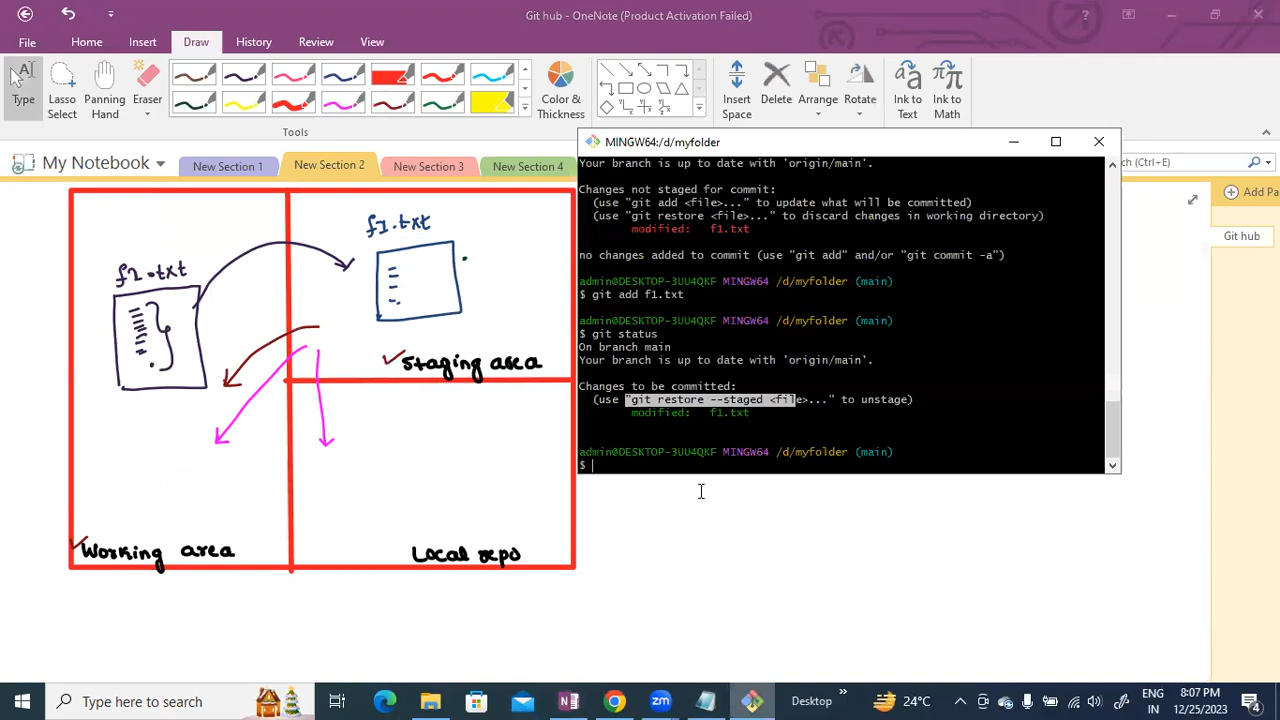 Git hub - OneNote (Product Activation Failed)
File Home Insert Draw History Review View
Type
Lasso Select
Panning Hand
Eraser
Color & Thickness
Insert Space
Delete
Arrange
Rotate
Ink to Text
Ink to Math
Tools
My Notebook New Section 1 New Section 2 New Section 3 New Section 4
ch (Ctrl+E)
Add Pa
Git hub
MINGW64:/d/myfolder
Your branch is up to date with 'origin/main'.
Changes not staged for commit:
(use "git add <file>..." to update what will be committed)
(use "git restore <file>..." to discard changes in working directory)
modified: f1.txt
no changes added to commit (use "git add" and/or "git commit -a")
admin@DESKTOP-3UU4QKF MINGW64 /d/myfolder (main)
$ git add f1.txt
admin@DESKTOP-3UU4QKF MINGW64 /d/myfolder (main)
$ git status
On branch main
Your branch is up to date with 'origin/main'.
Changes to be committed:
(use "git restore --staged <file>..." to unstage)
modified: f1.txt
admin@DESKTOP-3UU4QKF MINGW64 /d/myfolder (main)
$
f1.txt
f1.txt
Staging area
Working area
Local repo
Type here to search
Desktop
24°C
ENG
IN
8:07 PM
12/25/2023
4